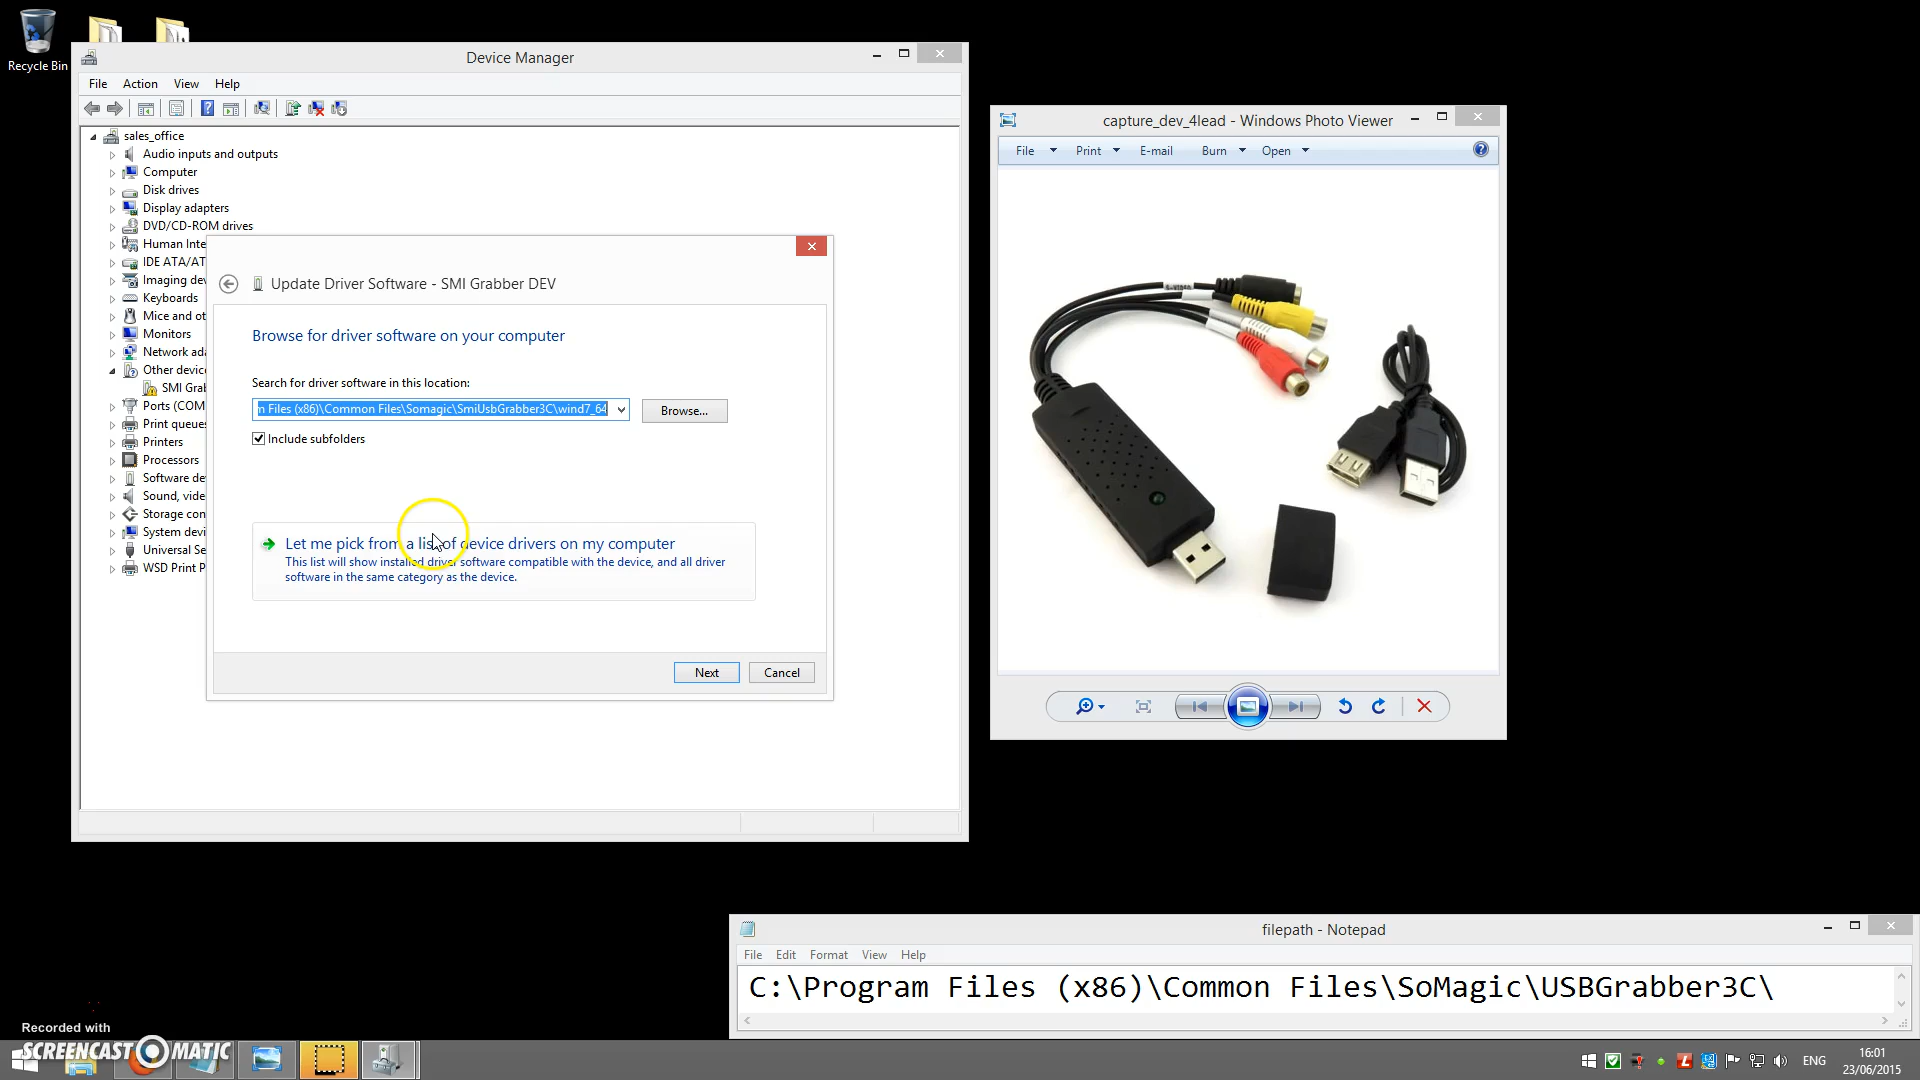 Recycle Bin
Device Manager
File Action View Help
sales_office
Audio inputs and outputs
Computer
Disk drives
Display adapters
DVD/CD-ROM drives
Human Inte
IDE ATA/AT
Imaging dev
Keyboards
Mice and ot
Monitors
Network ada
Other device
SMI Grab
Ports (COM
Print queues
Printers
Processors
Software de
Sound, vide
Storage con
System devi
Universal Se
WSD Print P
Update Driver Software - SMI Grabber DEV
Browse for driver software on your computer
Search for driver software in this location:
n Files (x86)\Common Files\Somagic\SmiUsbGrabber3C\wind7_64
Browse...
Include subfolders
Let me pick from a list of device drivers on my computer
This list will show installed driver software compatible with the device, and all driver
software in the same category as the device.
Next Cancel
capture_dev_4lead - Windows Photo Viewer
File Print E-mail Burn Open
S-VIDEO
filepath - Notepad
File Edit Format View Help
C:\Program Files (x86)\Common Files\SoMagic\USBGrabber3C\
Recorded with
SCREENCAST MATIC
ENG
16:01
23/06/2015